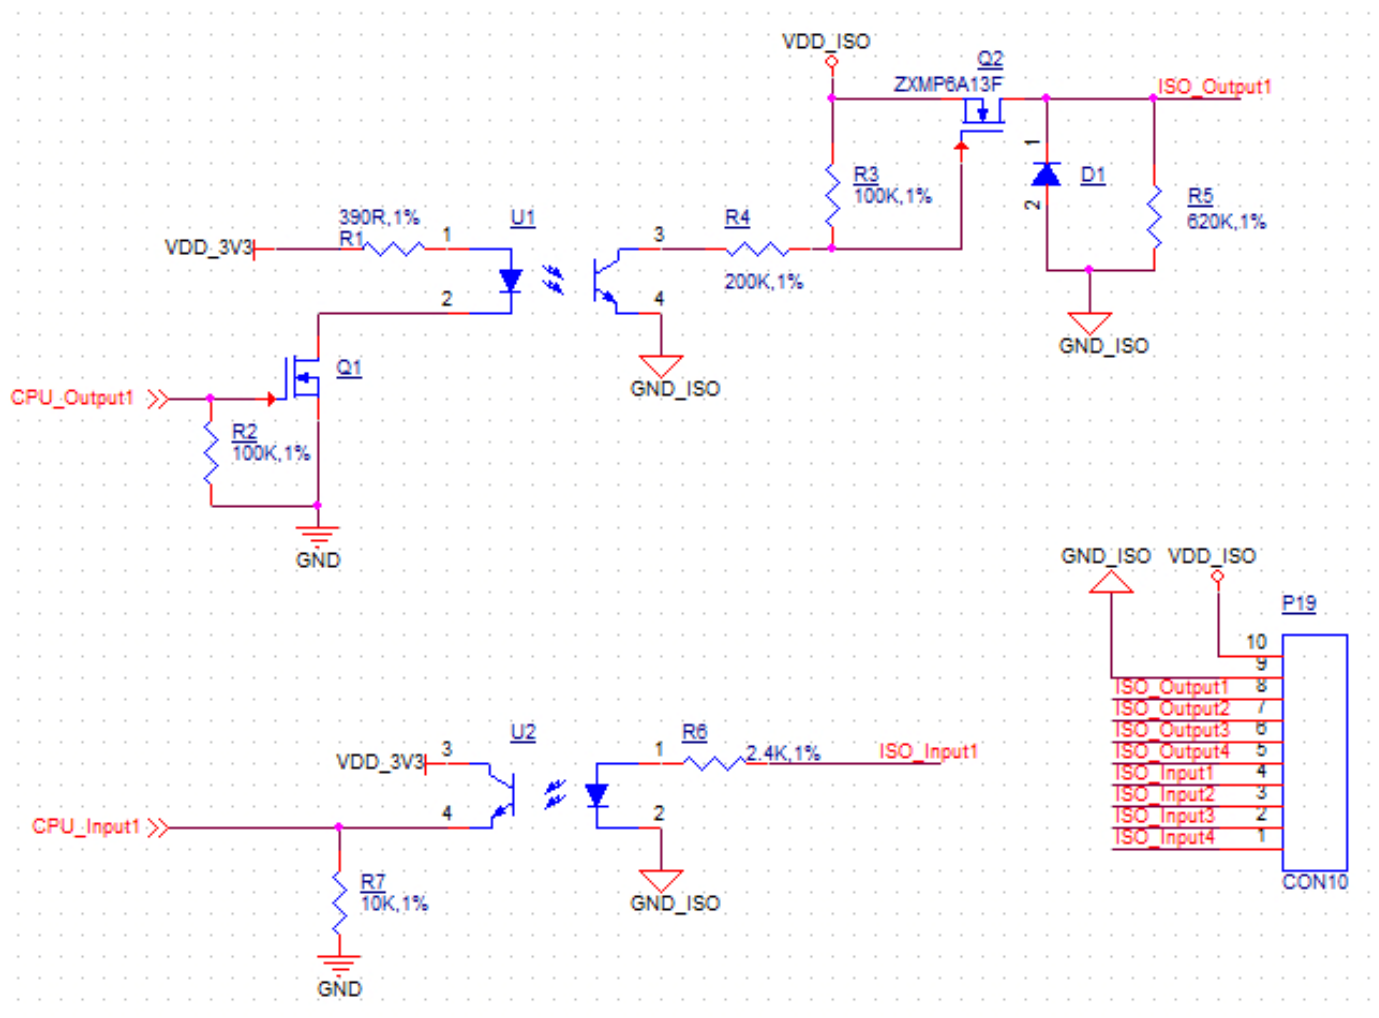 VDD_ISO
Q2
ZXMP6A13F
ISO_Output1
1
D1
2
R3
100K,1%
R5
620K,1%
390R,1%
R1
VDD_3V3
1
U1
3
R4
200K,1%
2
4
GND_ISO
GND_ISO
Q1
CPU_Output1
R2
100K,1%
GND
GND_ISO
VDD_ISO
P19
10
9
ISO_Output1 8
ISO_Output2 7
ISO_Output3 6
ISO_Output4 5
ISO_Input1 4
ISO_Input2 3
ISO_Input3 2
ISO_Input4 1
CON10
U2
VDD_3V3
3
1
R6
2.4K,1%
ISO_Input1
CPU_Input1
4
2
R7
10K,1%
GND_ISO
GND